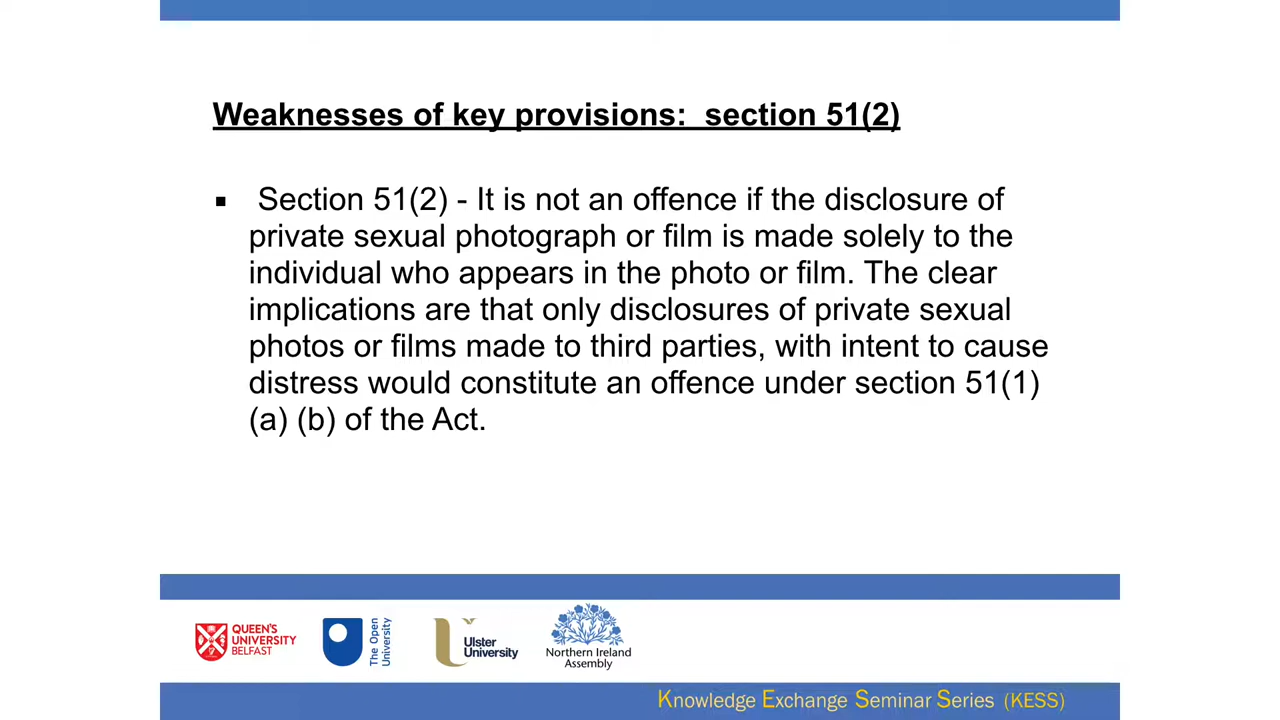 Weaknesses of key provisions:  section 51(2)
▪ Section 51(2) - It is not an offence if the disclosure of
private sexual photograph or film is made solely to the
individual who appears in the photo or film. The clear
implications are that only disclosures of private sexual
photos or films made to third parties, with intent to cause
distress would constitute an offence under section 51(1)
(a) (b) of the Act.
QUEEN'S
UNIVERSITY
BELFAST
The Open
University
Ulster
University
Northern Ireland
Assembly
Knowledge Exchange Seminar Series (KESS)